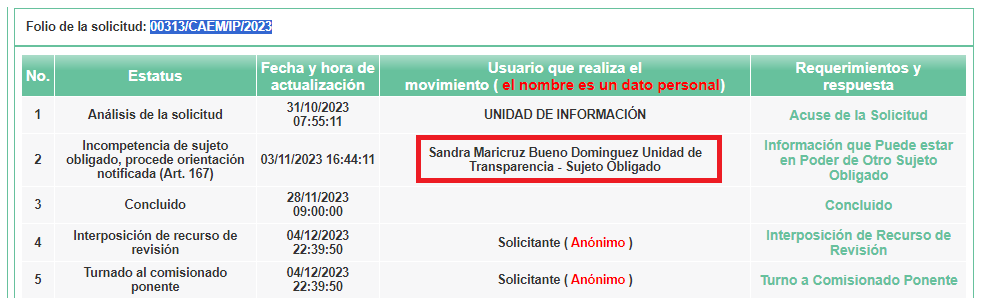 Folio de la solicitud: 00313/CAEM/IP/2023
No.
Estatus
Fecha y hora de
actualización
Usuario que realiza el
movimiento ( el nombre es un dato personal)
Requerimientos y
respuesta
1
Análisis de la solicitud
31/10/2023
07:55:11
UNIDAD DE INFORMACIÓN
Acuse de la Solicitud
2
Incompetencia de sujeto
obligado, procede orientación
notificada (Art. 167)
03/11/2023 16:44:11
Sandra Maricruz Bueno Dominguez Unidad de
Transparencia - Sujeto Obligado
Información que Puede estar
en Poder de Otro Sujeto
Obligado
3
Concluido
28/11/2023
09:00:00
Concluido
4
Interposición de recurso de
revisión
04/12/2023
22:39:50
Solicitante ( Anónimo )
Interposición de Recurso de
Revisión
5
Turnado al comisionado
ponente
04/12/2023
22:39:50
Solicitante ( Anónimo )
Turno a Comisionado Ponente